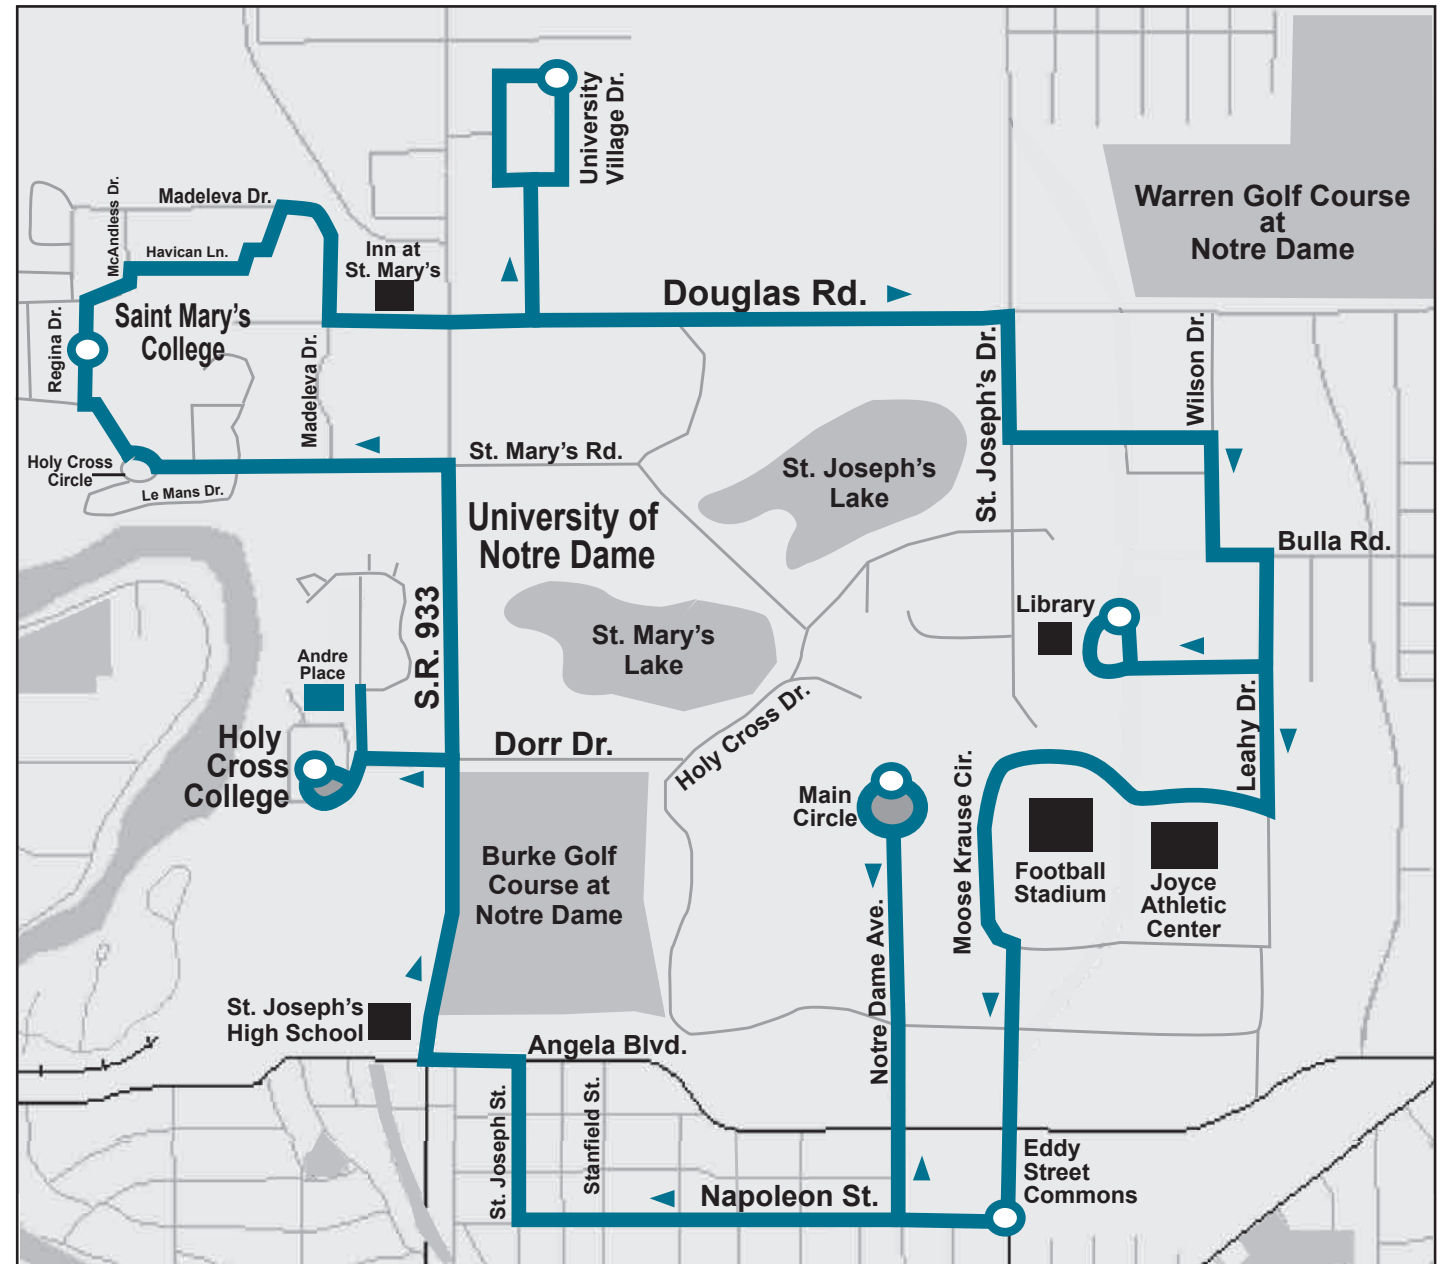 University
Village Dr.
Warren Golf Course
at
Notre Dame
Madeleva Dr.
McAndless Dr.
Havican Ln.
Inn at
St. Mary's
Douglas Rd.
Saint Mary's
College
Regina Dr.
Madeleva Dr.
St. Joseph's Dr.
Wilson Dr.
Holy Cross
Circle
Le Mans Dr.
St. Mary's Rd.
St. Joseph's
Lake
University of
Notre Dame
Bulla Rd.
S.R. 933
Library
St. Mary's
Lake
Andre
Place
Holy
Cross
College
Dorr Dr.
Holy Cross Dr.
Leahy Dr.
Main
Circle
Moose Krause Cir.
Football
Stadium
Joyce
Athletic
Center
Burke Golf
Course at
Notre Dame
Notre Dame Ave.
St. Joseph's
High School
Angela Blvd.
St. Joseph St.
Stanfield St.
Napoleon St.
Eddy
Street
Commons